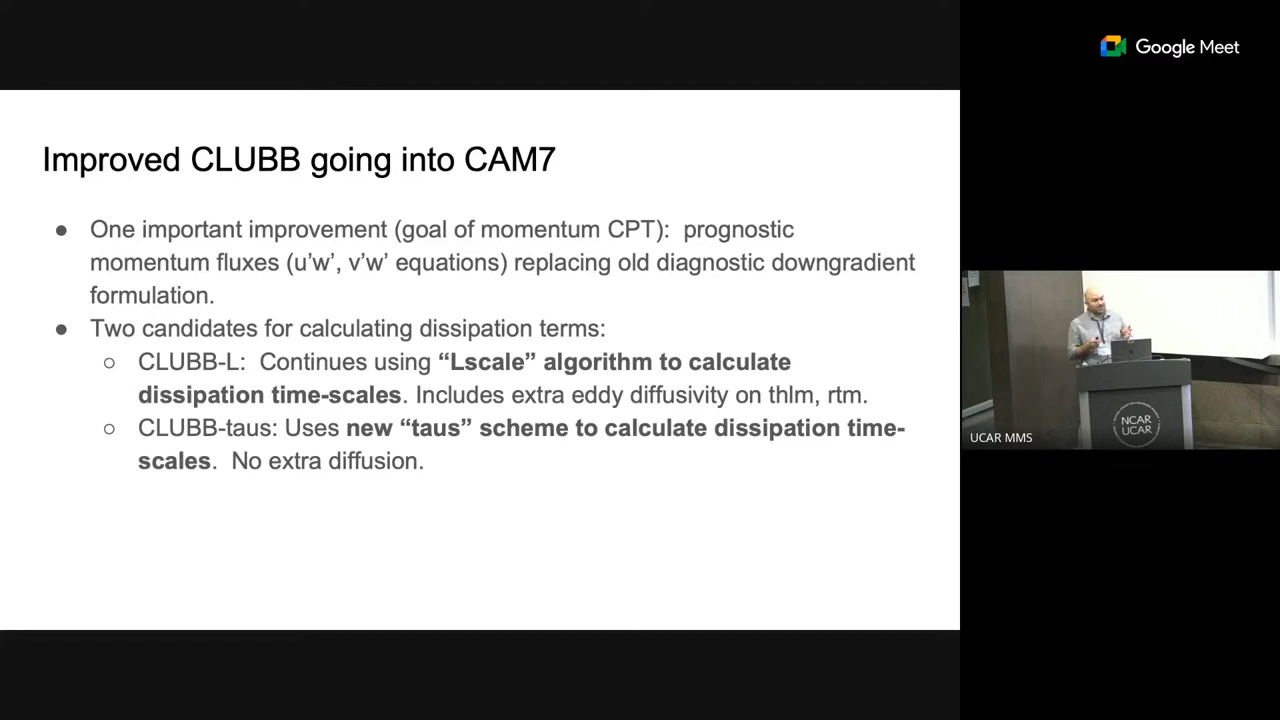 Improved CLUBB going into CAM7
● One important improvement (goal of momentum CPT): prognostic
momentum fluxes (u’w’, v’w’ equations) replacing old diagnostic downgradient
formulation.
● Two candidates for calculating dissipation terms:
○ CLUBB-L: Continues using “Lscale” algorithm to calculate
dissipation time-scales. Includes extra eddy diffusivity on thlm, rtm.
○ CLUBB-taus: Uses new “taus” scheme to calculate dissipation time-
scales. No extra diffusion.
Google Meet
NCAR
UCAR
UCAR MMS